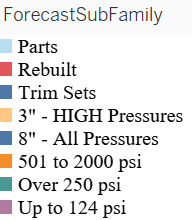 ForecastSubFamily
Parts
Rebuilt
Trim Sets
3" - HIGH Pressures
8" - All Pressures
501 to 2000 psi
Over 250 psi
Up to 124 psi